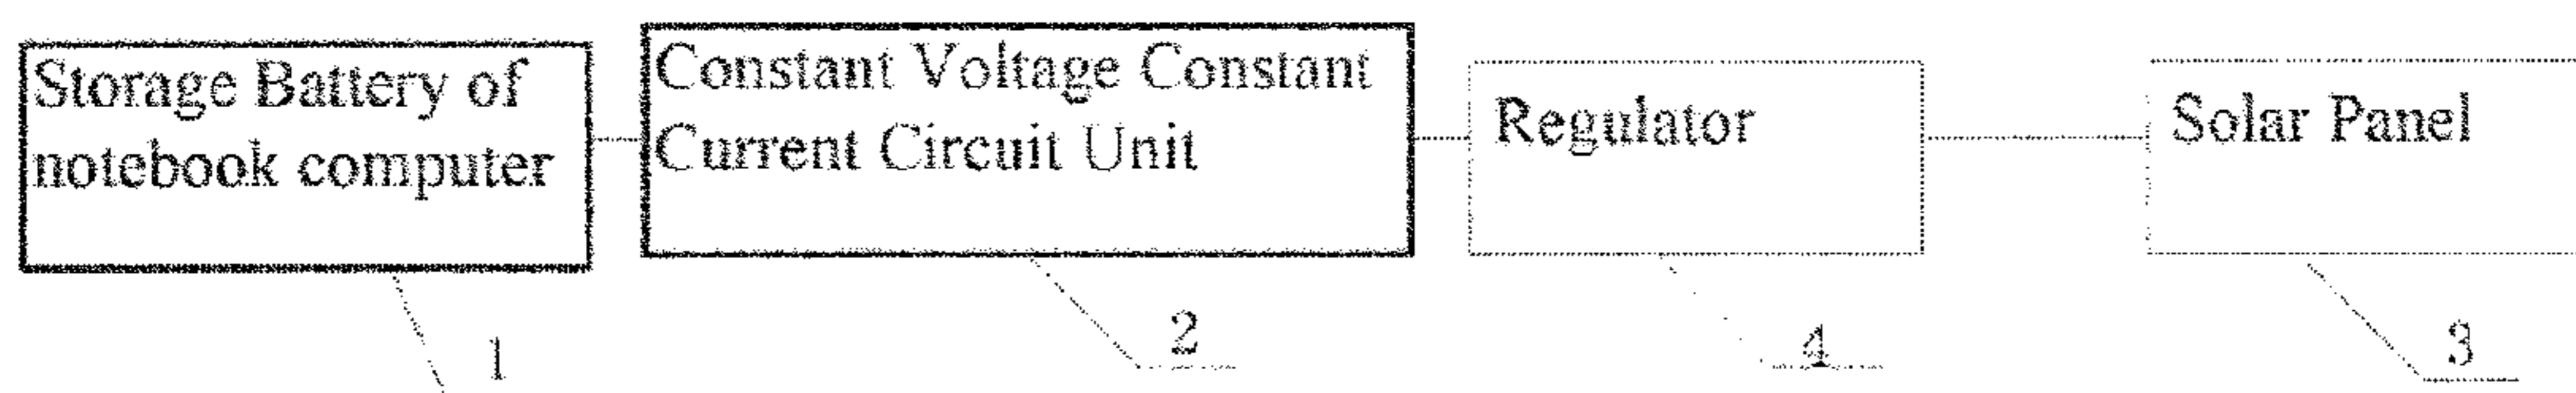 Storage Battery of
notebook computer
Constant Voltage Constant
Current Circuit Unit
Regulator
Solar Panel
1
2
4
3